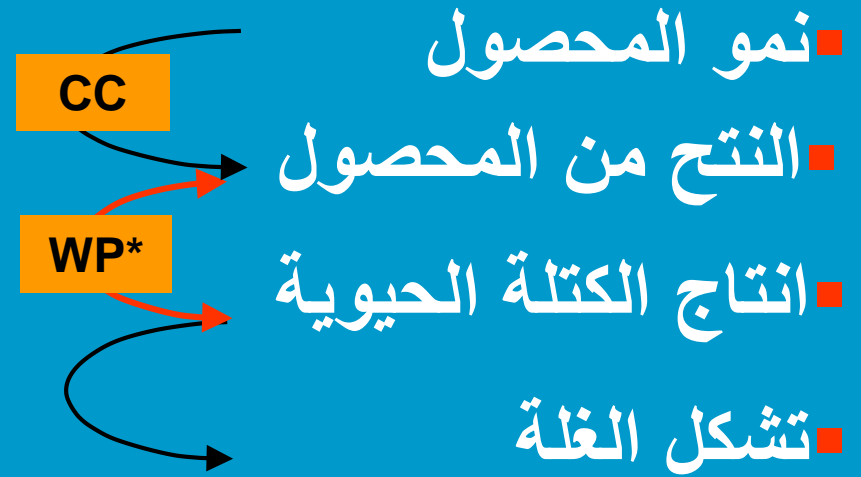 نمو المحصول
CC
النتح من المحصول
WP*
انتاج الكتلة الحيوية
تشكل الغلة